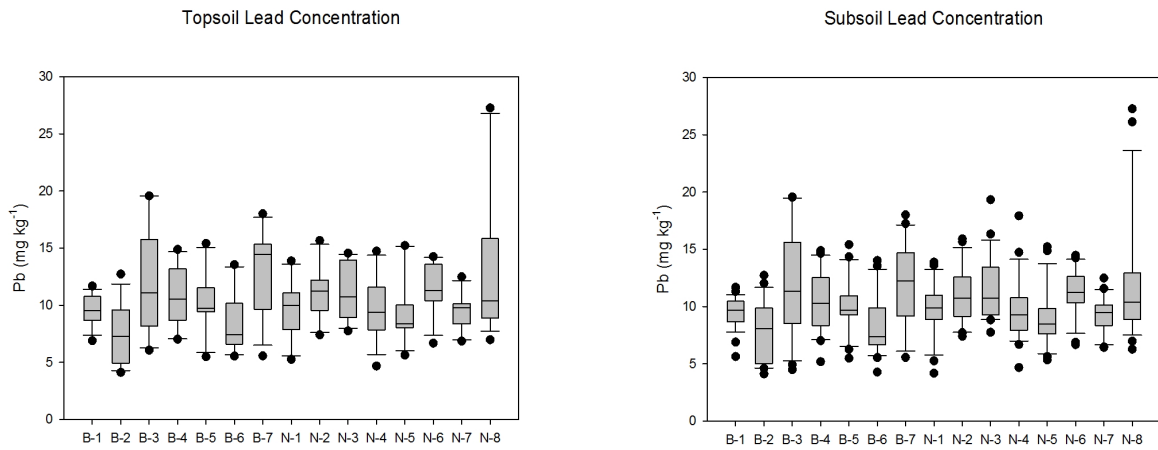 Topsoil Lead Concentration
Pb (mg kg⁻¹)
30
25
20
15
10
5
0
B-1 B-2 B-3 B-4 B-5 B-6 B-7 N-1 N-2 N-3 N-4 N-5 N-6 N-7 N-8
Subsoil Lead Concentration
Pb (mg kg⁻¹)
30
25
20
15
10
5
0
B-1 B-2 B-3 B-4 B-5 B-6 B-7 N-1 N-2 N-3 N-4 N-5 N-6 N-7 N-8